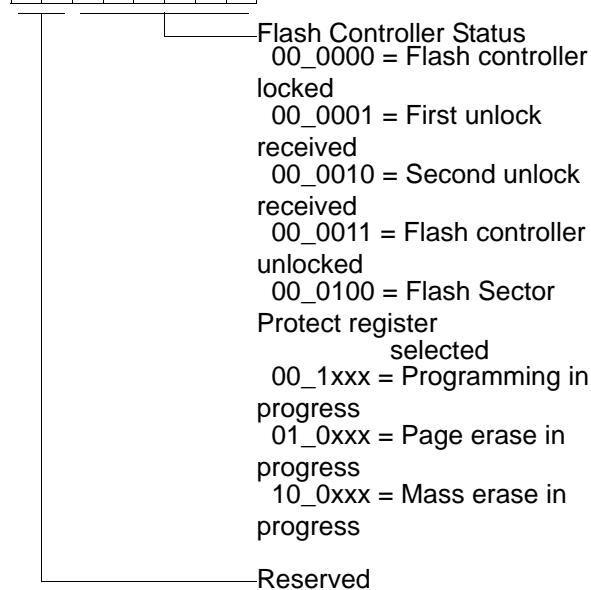 Flash Controller Status
00_0000 = Flash controller
locked
00_0001 = First unlock
received
00_0010 = Second unlock
received
00_0011 = Flash controller
unlocked
00_0100 = Flash Sector
Protect register
selected
00_1xxx = Programming in
progress
01_0xxx = Page erase in
progress
10_0xxx = Mass erase in
progress
Reserved